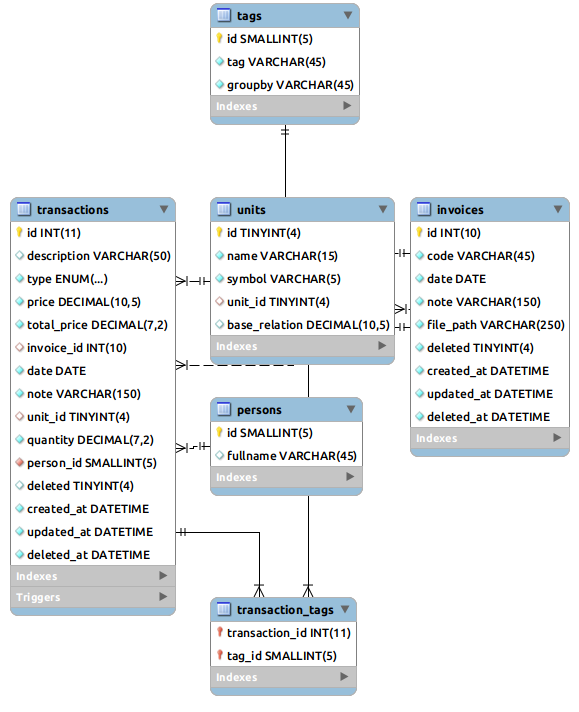 tags
id SMALLINT(5)
tag VARCHAR(45)
groupby VARCHAR(45)
Indexes
transactions
id INT(11)
description VARCHAR(50)
type ENUM(...)
price DECIMAL(10,5)
total_price DECIMAL(7,2)
invoice_id INT(10)
date DATE
note VARCHAR(150)
unit_id TINYINT(4)
quantity DECIMAL(7,2)
person_id SMALLINT(5)
deleted TINYINT(4)
created_at DATETIME
updated_at DATETIME
deleted_at DATETIME
Indexes
Triggers
units
id TINYINT(4)
name VARCHAR(15)
symbol VARCHAR(5)
unit_id TINYINT(4)
base_relation DECIMAL(10,5)
Indexes
invoices
id INT(10)
code VARCHAR(45)
date DATE
note VARCHAR(150)
file_path VARCHAR(250)
deleted TINYINT(4)
created_at DATETIME
updated_at DATETIME
deleted_at DATETIME
Indexes
persons
id SMALLINT(5)
fullname VARCHAR(45)
Indexes
transaction_tags
transaction_id INT(11)
tag_id SMALLINT(5)
Indexes